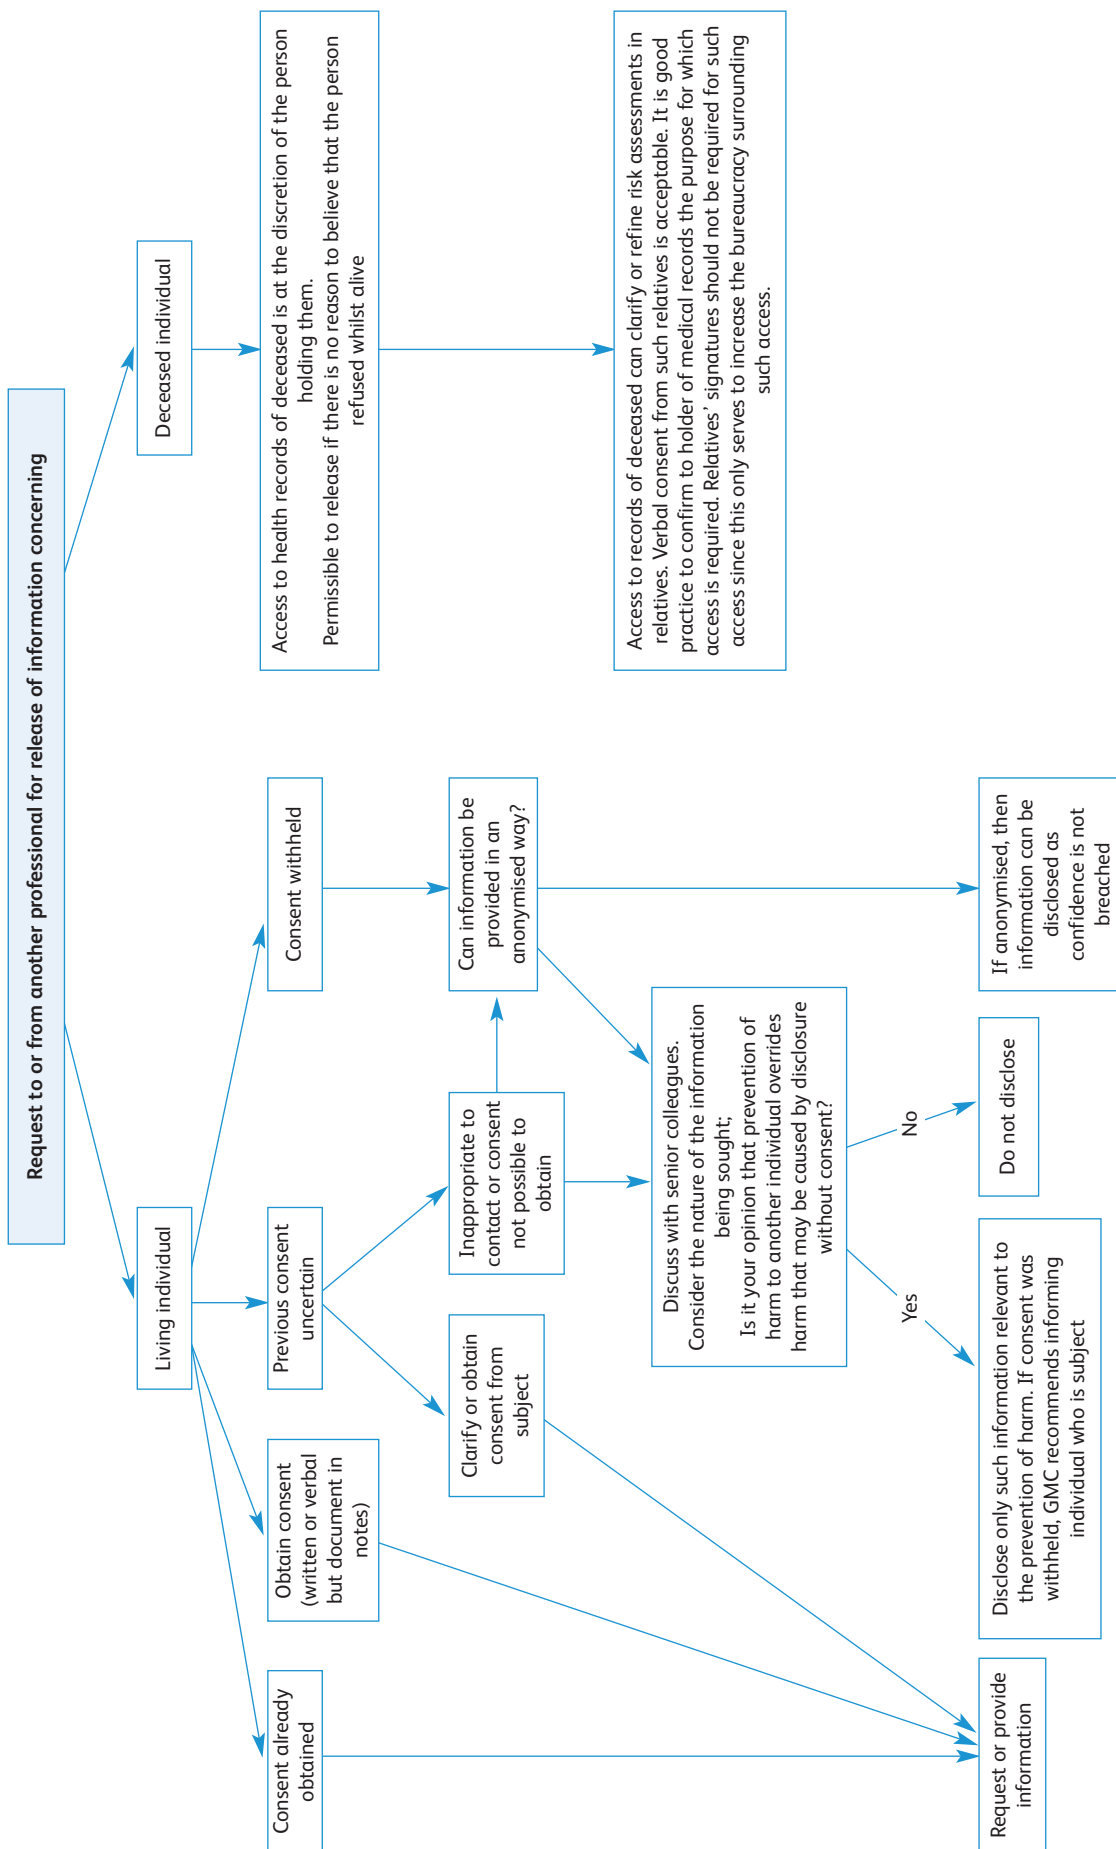 Request to or from another professional for release of information concerning
Living individual
Deceased individual
Consent already
obtained
Obtain consent
(written or verbal
but document in
notes)
Previous consent
uncertain
Consent withheld
Access to health records of deceased is at the discretion of the person
holding them.
Permissible to release if there is no reason to believe that the person
refused whilst alive
Clarify or obtain
consent from
subject
Inappropriate to
contact or consent
not possible to
obtain
Can information be
provided in an
anonymised way?
Discuss with senior colleagues.
Consider the nature of the information
being sought;
Is it your opinion that prevention of
harm to another individual overrides
harm that may be caused by disclosure
without consent?
Access to records of deceased can clarify or refine risk assessments in
relatives. Verbal consent from such relatives is acceptable. It is good
practice to confirm to holder of medical records the purpose for which
access is required. Relatives’ signatures should not be required for such
access since this only serves to increase the bureaucracy surrounding
such access.
Yes
No
Request or provide
information
Disclose only such information relevant to
the prevention of harm. If consent was
withheld, GMC recommends informing
individual who is subject
Do not disclose
If anonymised, then
information can be
disclosed as
confidence is not
breached